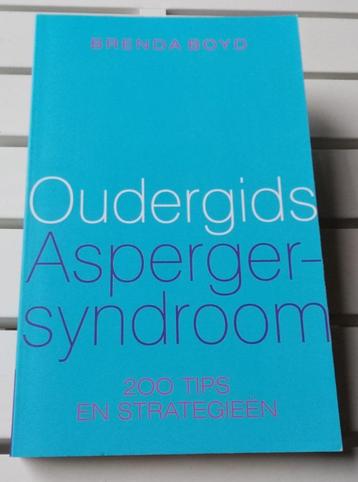 BRENDA BOYD
Oudergids
Asperger-
syndroom
200 TIPS
EN STRATEGIEËN